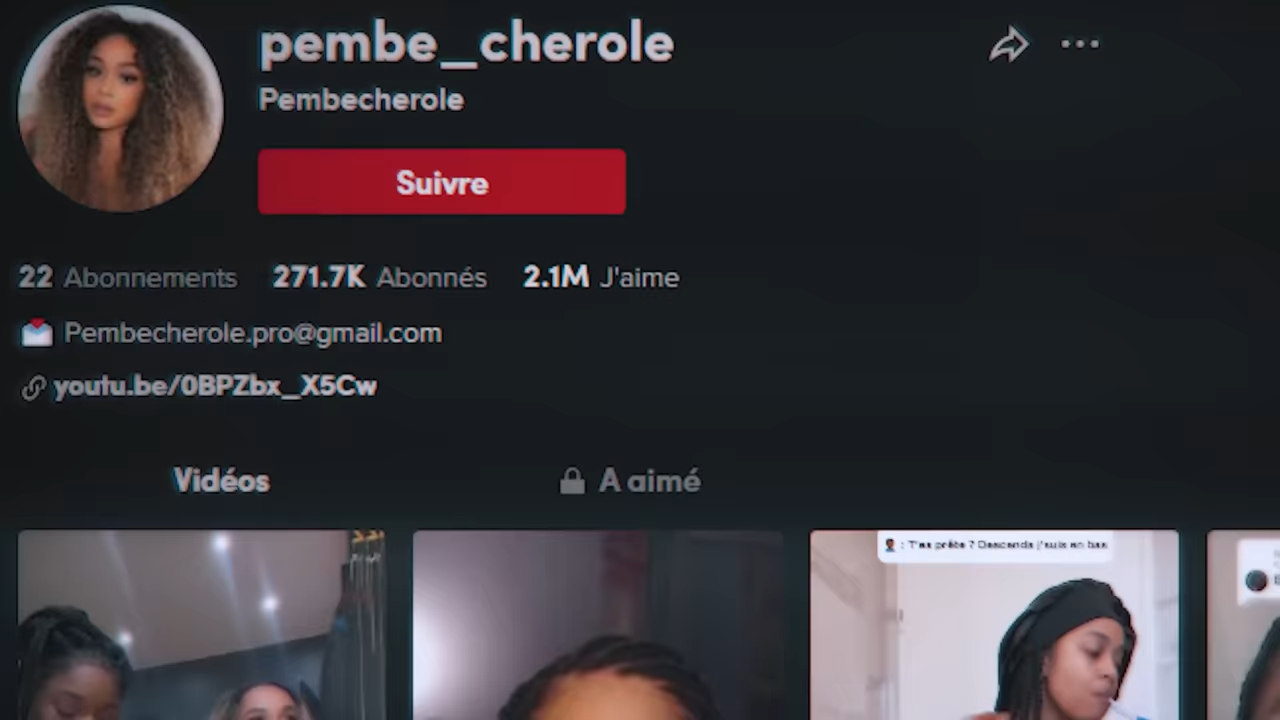 pembe_cherole
Pembecherole
Suivre
22 Abonnements 271.7K Abonnés 2.1M J'aime
Pembecherole.pro@gmail.com
youtu.be/0BPZbx_X5Cw
Vidéos A aimé
: T'es prête ? Descends j'suis en bas